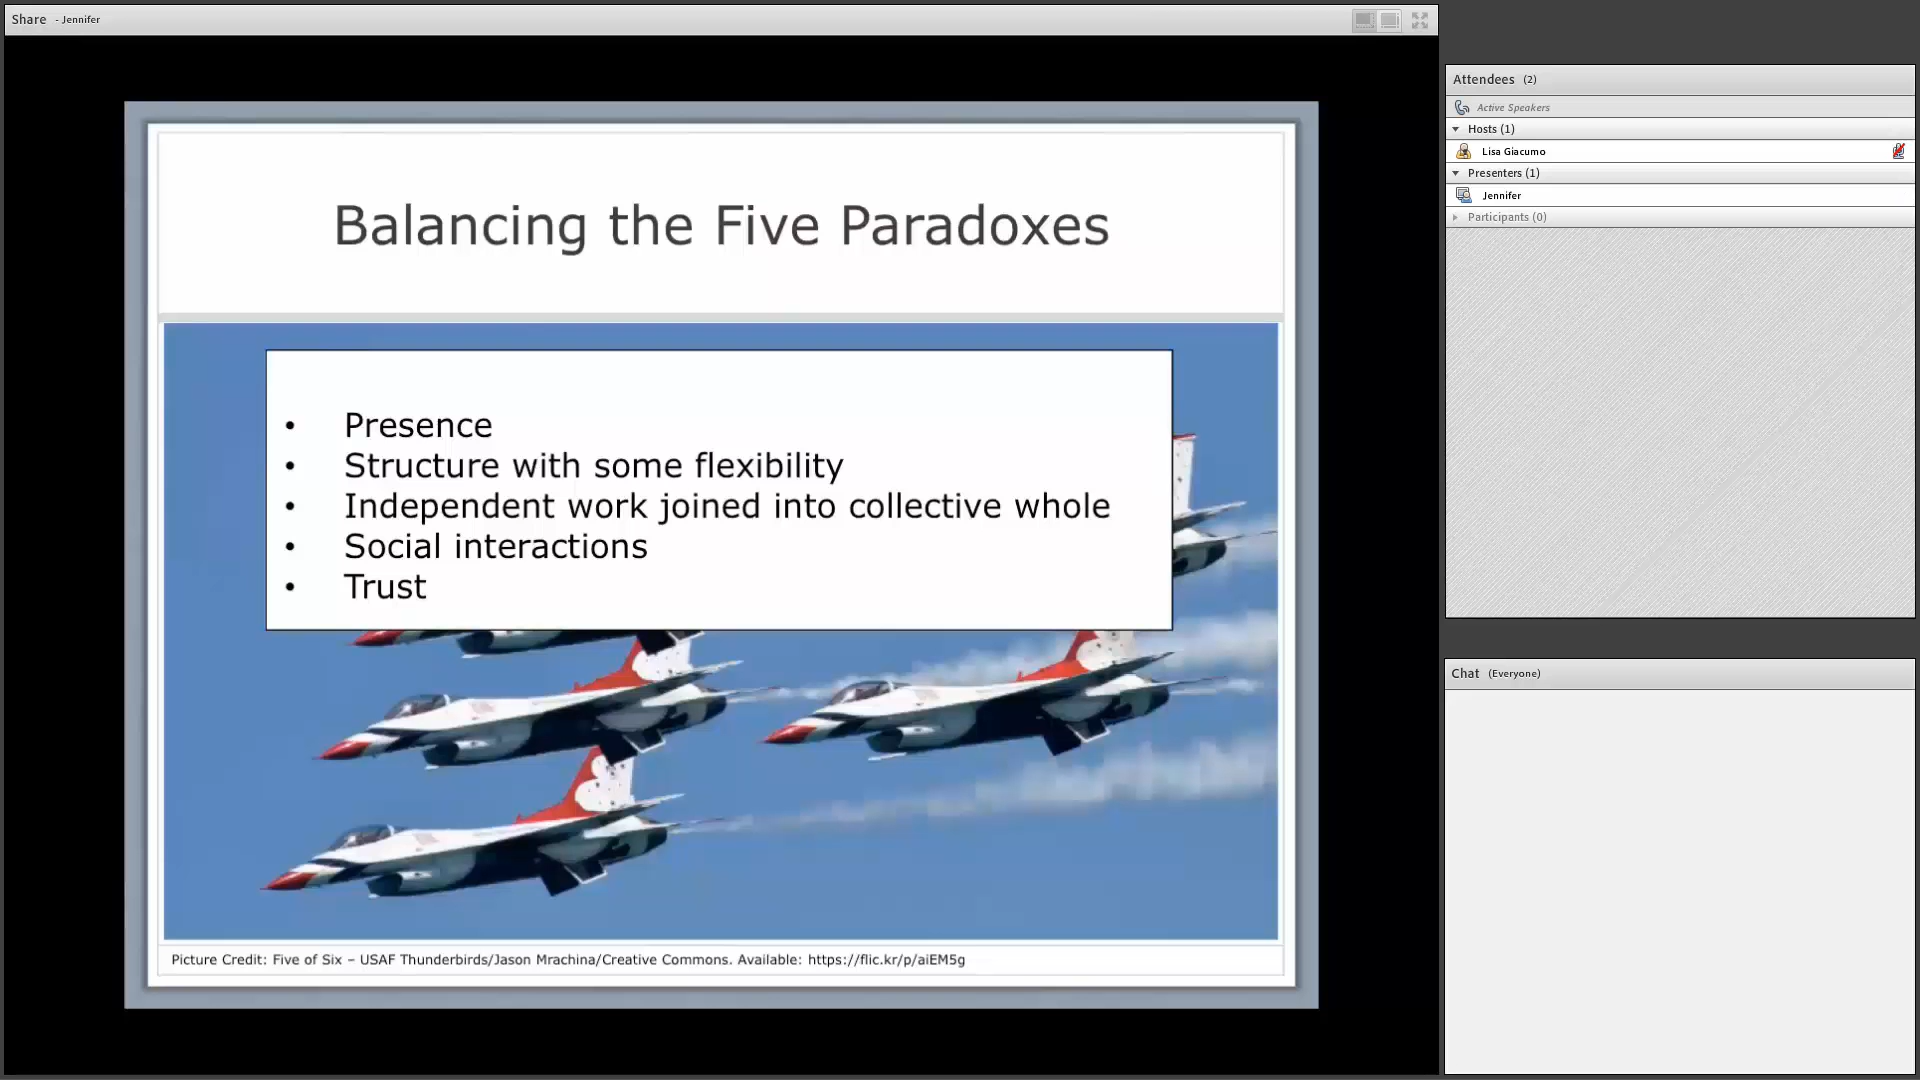 Share - Jennifer
Balancing the Five Paradoxes
• Presence
• Structure with some flexibility
• Independent work joined into collective whole
• Social interactions
• Trust
Picture Credit: Five of Six – USAF Thunderbirds/Jason Mrachina/Creative Commons. Available: https://flic.kr/p/aiEM5g
Attendees (2)
Active Speakers
Hosts (1)
Lisa Giacumo
Presenters (1)
Jennifer
Participants (0)
Chat (Everyone)